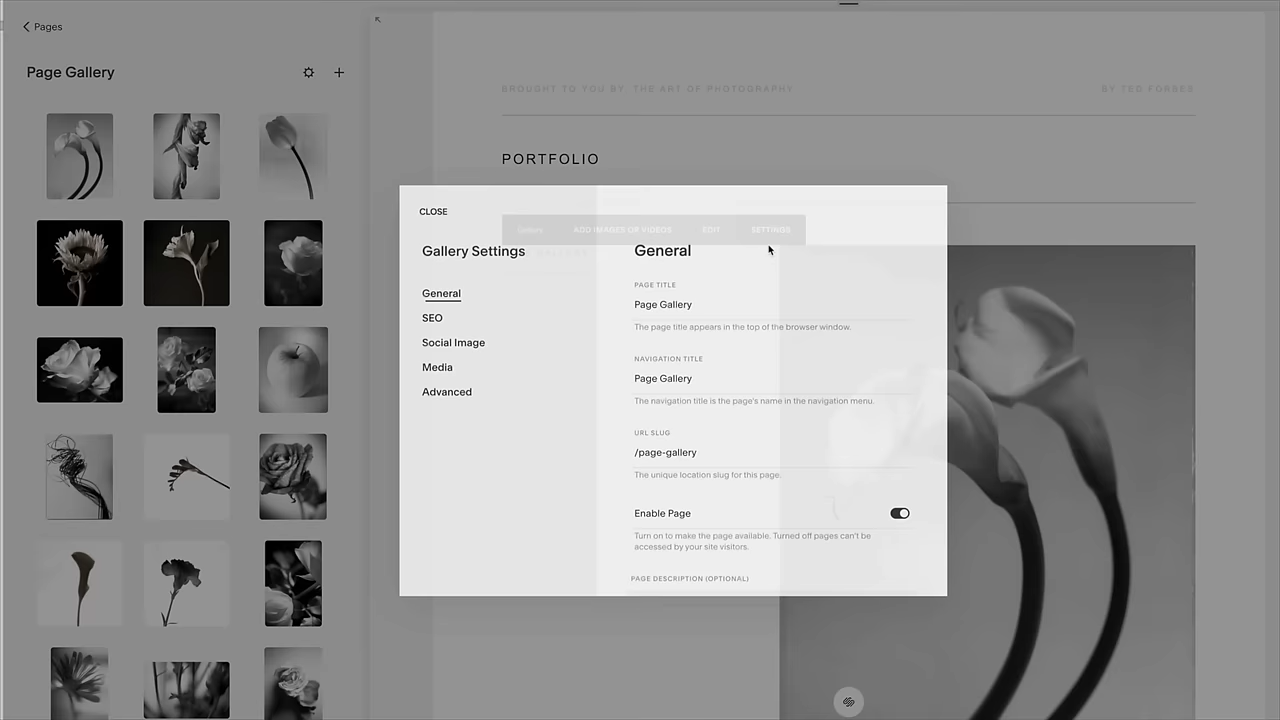 Pages
Page Gallery
BROUGHT TO YOU BY THE ART OF PHOTOGRAPHY
BY TED FORBES
PORTFOLIO
CLOSE
Gallery
ADD IMAGES OR VIDEOS
EDIT
SETTINGS
Gallery Settings
General
SEO
Social Image
Media
Advanced
General
PAGE TITLE
Page Gallery
The page title appears in the top of the browser window.
NAVIGATION TITLE
Page Gallery
The navigation title is the page's name in the navigation menu.
URL SLUG
/page-gallery
The unique location slug for this page.
Enable Page
Turn on to make the page available. Turned off pages can't be
accessed by your site visitors.
PAGE DESCRIPTION (OPTIONAL)